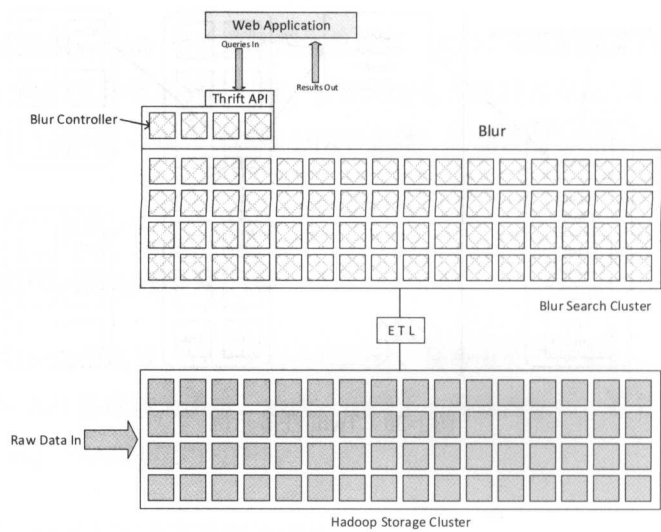 Web Application
Queries In
Results Out
Thrift API
Blur Controller
Blur
Blur Search Cluster
E T L
Raw Data In
Hadoop Storage Cluster